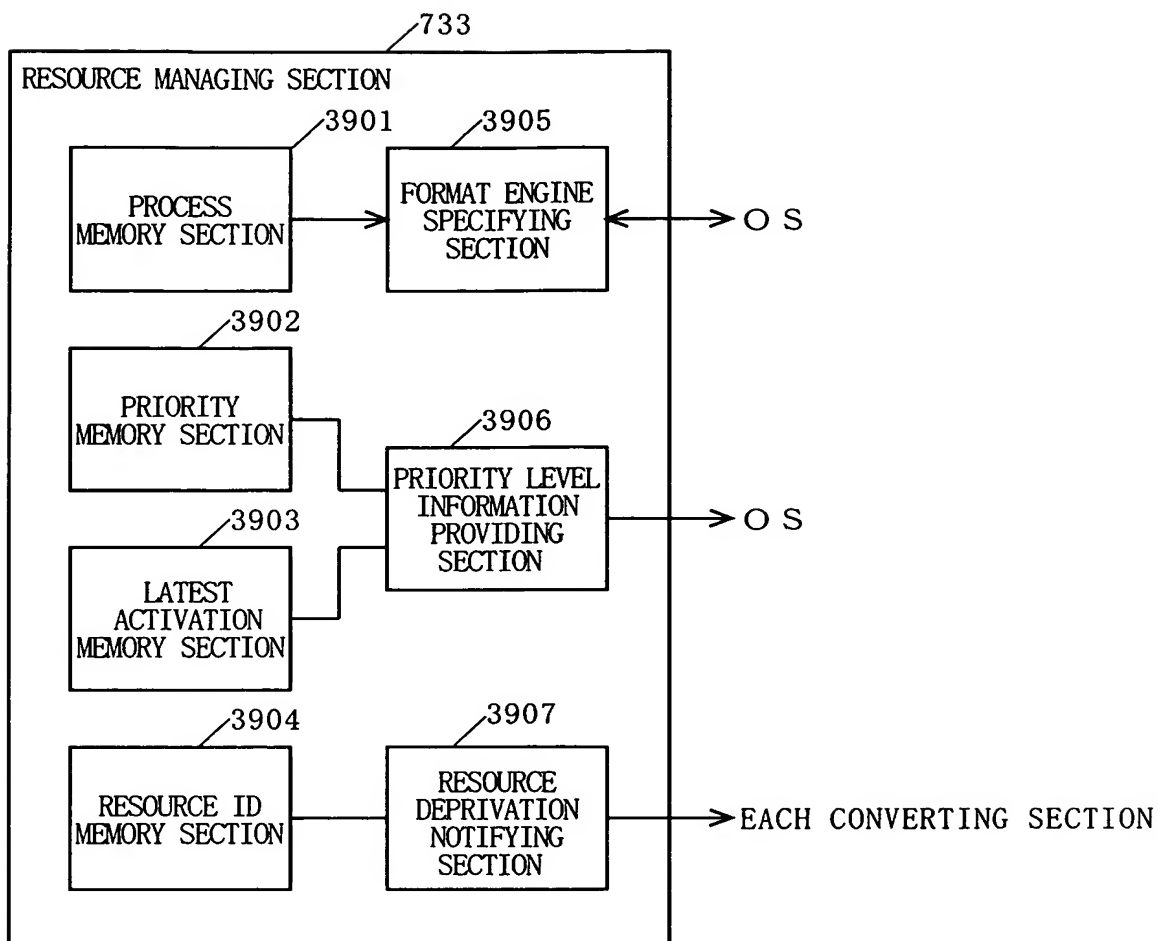 733
RESOURCE MANAGING SECTION
3901
PROCESS
MEMORY SECTION
3905
FORMAT ENGINE
SPECIFYING
SECTION
OS
3902
PRIORITY
MEMORY SECTION
3903
LATEST
ACTIVATION
MEMORY SECTION
3906
PRIORITY LEVEL
INFORMATION
PROVIDING
SECTION
OS
3904
RESOURCE ID
MEMORY SECTION
3907
RESOURCE
DEPRIVATION
NOTIFYING
SECTION
EACH CONVERTING SECTION